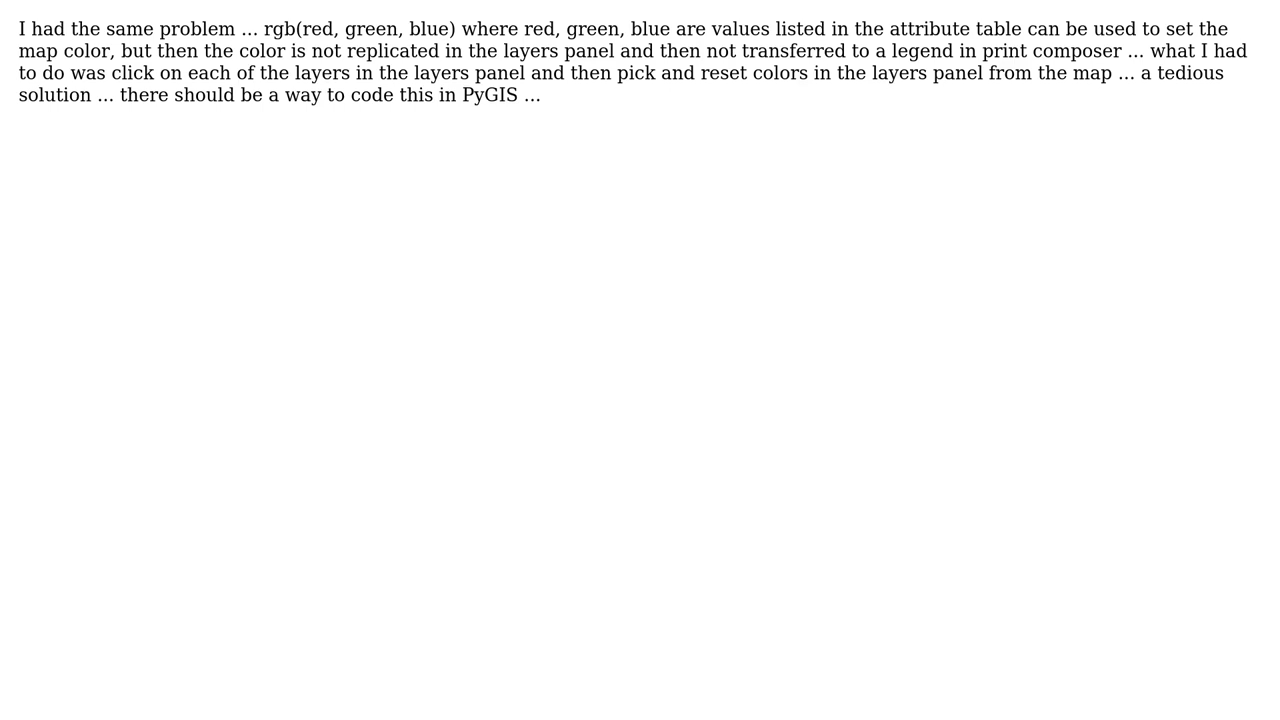 I had the same problem ... rgb(red, green, blue) where red, green, blue are values listed in the attribute table can be used to set the
map color, but then the color is not replicated in the layers panel and then not transferred to a legend in print composer ... what I had
to do was click on each of the layers in the layers panel and then pick and reset colors in the layers panel from the map ... a tedious
solution ... there should be a way to code this in PyGIS ...